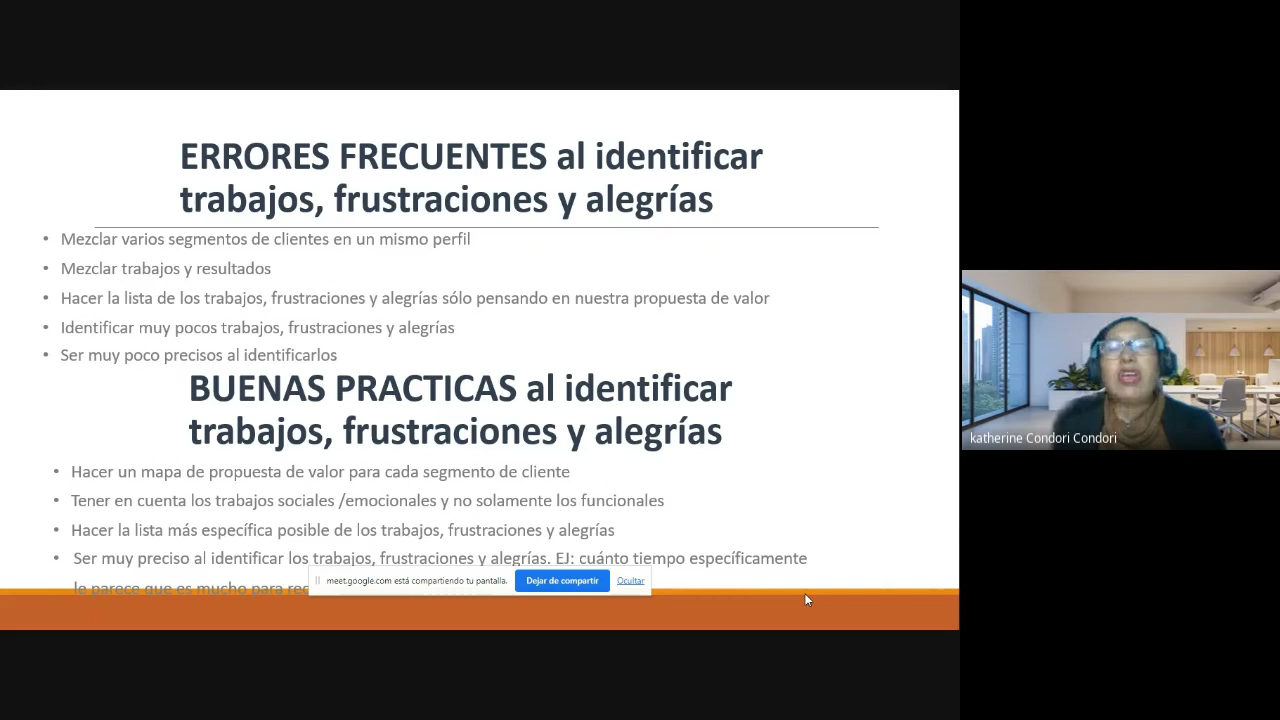 ERRORES FRECUENTES al identificar
trabajos, frustraciones y alegrías
• Mezclar varios segmentos de clientes en un mismo perfil
• Mezclar trabajos y resultados
• Hacer la lista de los trabajos, frustraciones y alegrías sólo pensando en nuestra propuesta de valor
• Identificar muy pocos trabajos, frustraciones y alegrías
• Ser muy poco precisos al identificarlos
BUENAS PRACTICAS al identificar
trabajos, frustraciones y alegrías
• Hacer un mapa de propuesta de valor para cada segmento de cliente
• Tener en cuenta los trabajos sociales /emocionales y no solamente los funcionales
• Hacer la lista más específica posible de los trabajos, frustraciones y alegrías
• Ser muy preciso al identificar los trabajos, frustraciones y alegrías. EJ: cuánto tiempo específicamente
le parece que es mucho para
meet.google.com está compartiendo tu pantalla. Dejar de compartir Ocultar
katherine Condori Condori